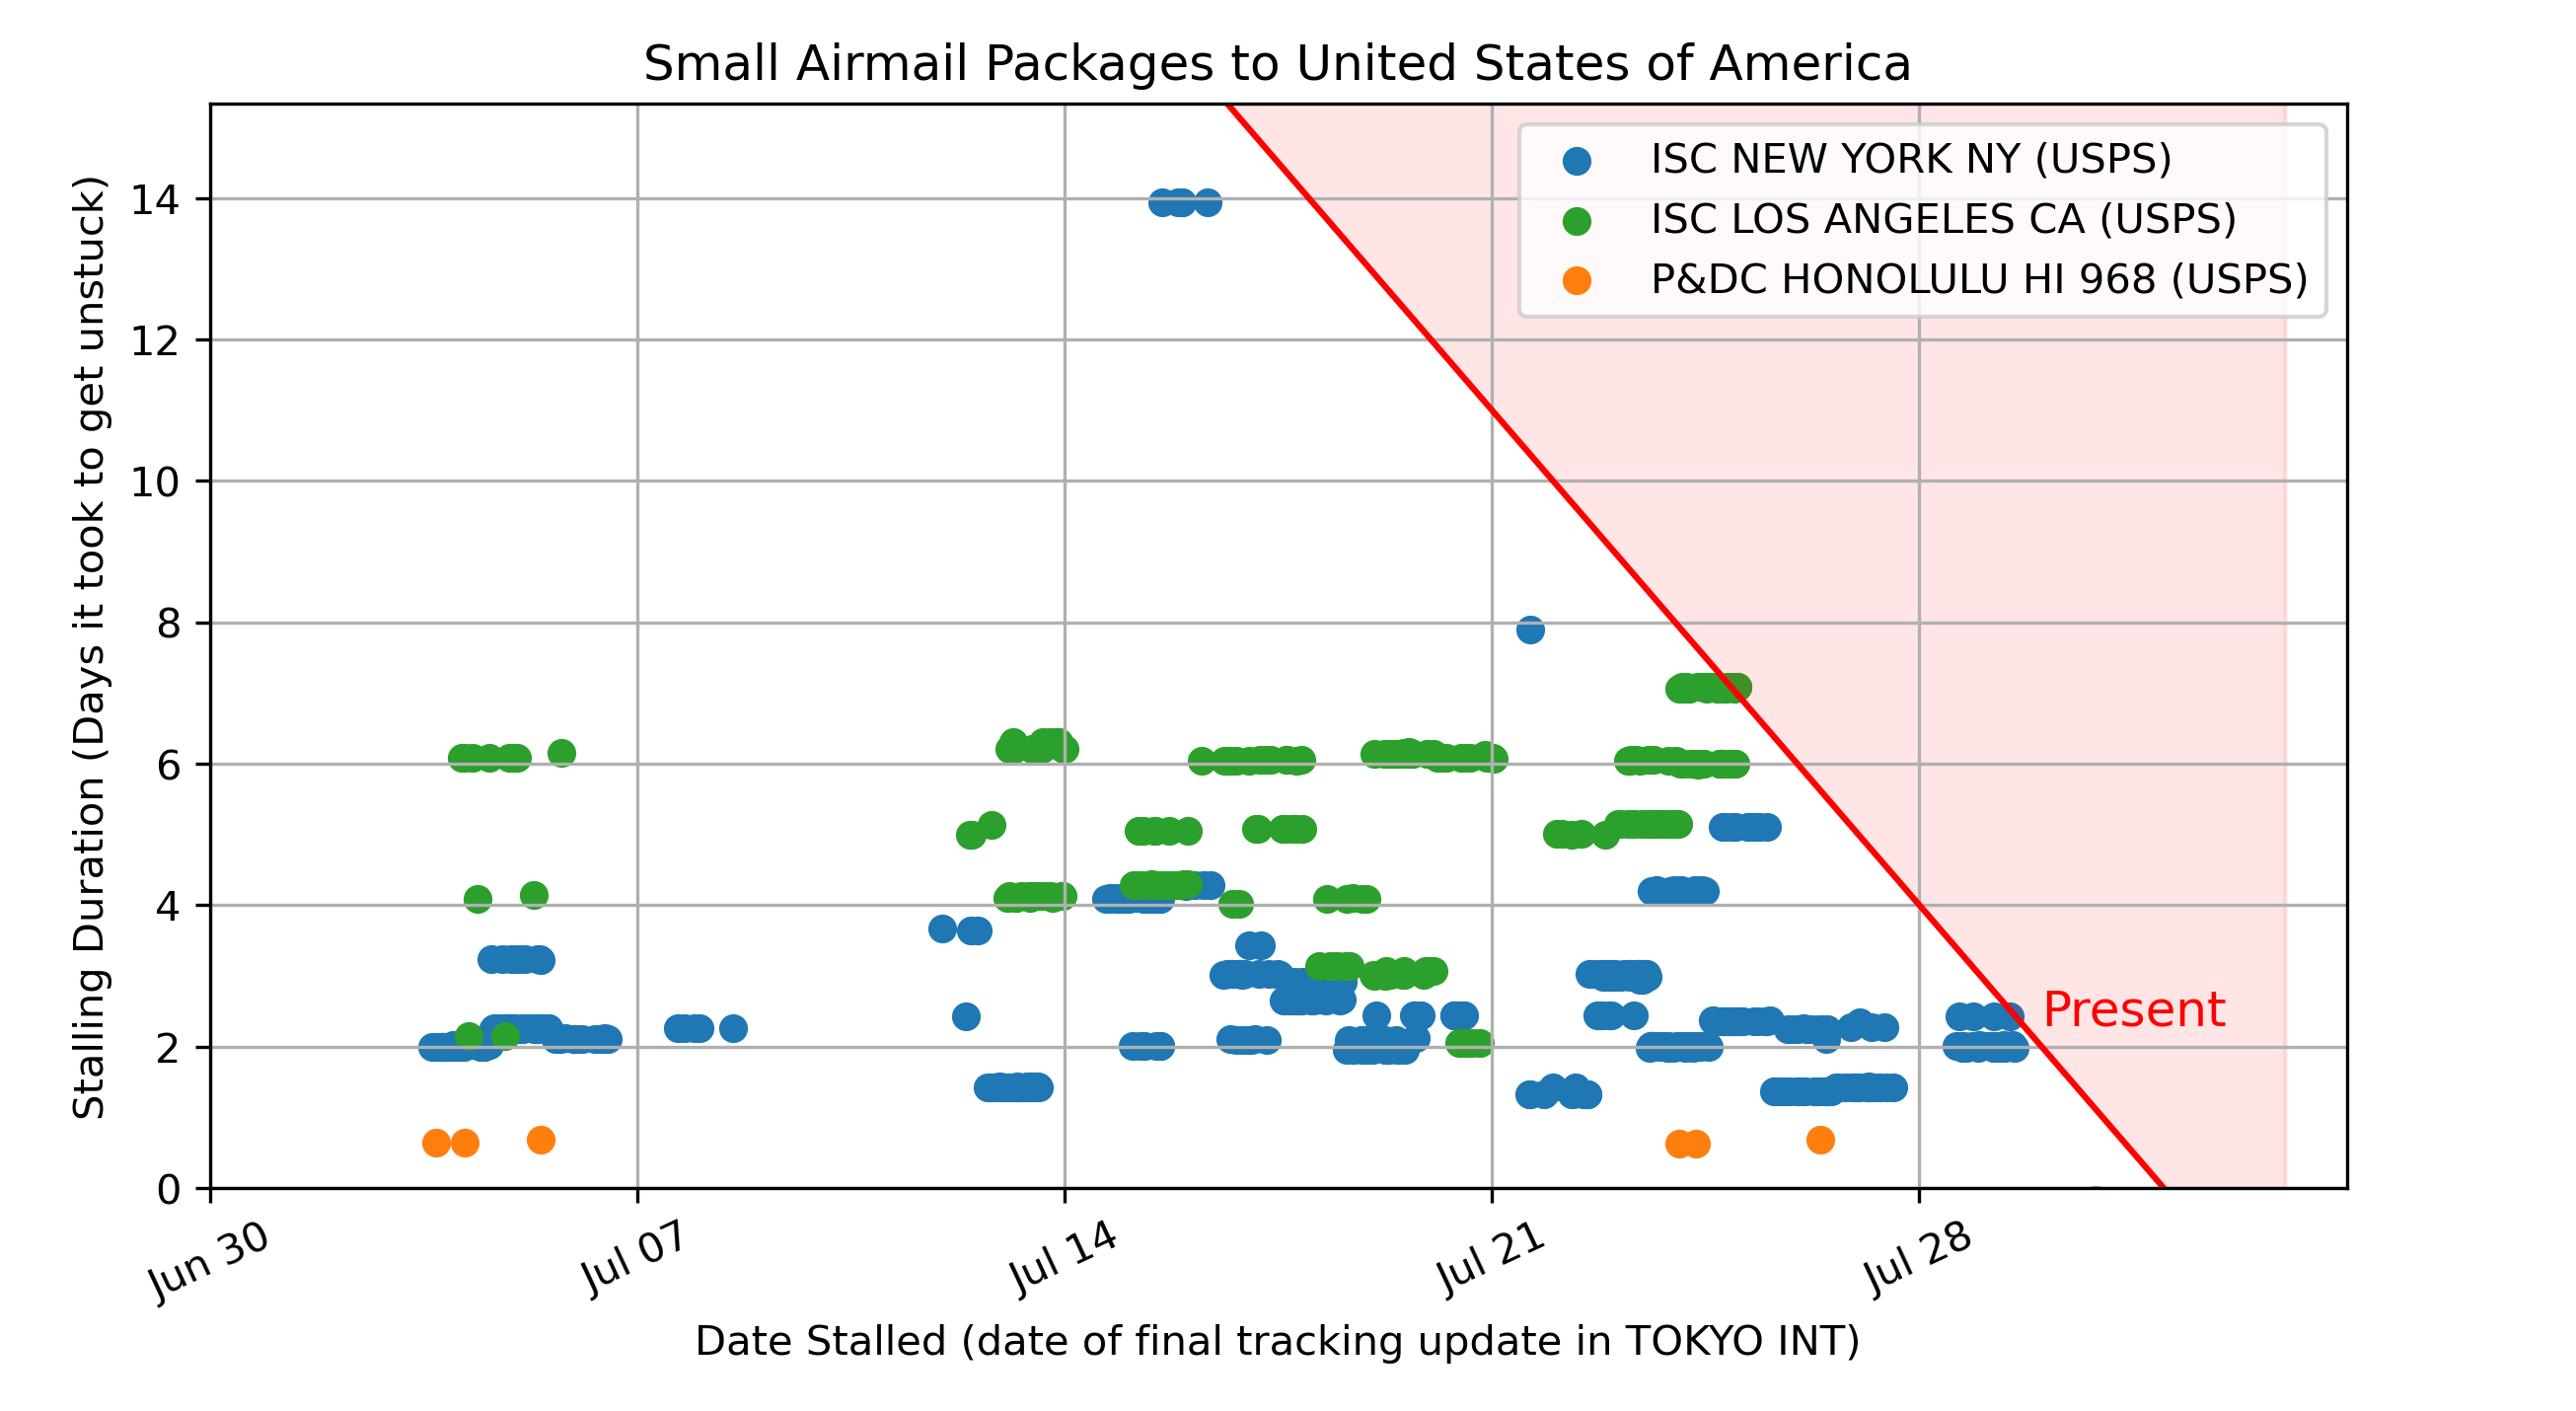 Small Airmail Packages to United States of America
ISC NEW YORK NY (USPS)
ISC LOS ANGELES CA (USPS)
P&DC HONOLULU HI 968 (USPS)
Stalling Duration (Days it took to get unstuck)
14
12
10
8
6
4
2
0
Present
Jun 30
Jul 07
Jul 14
Jul 21
Jul 28
Date Stalled (date of final tracking update in TOKYO INT)